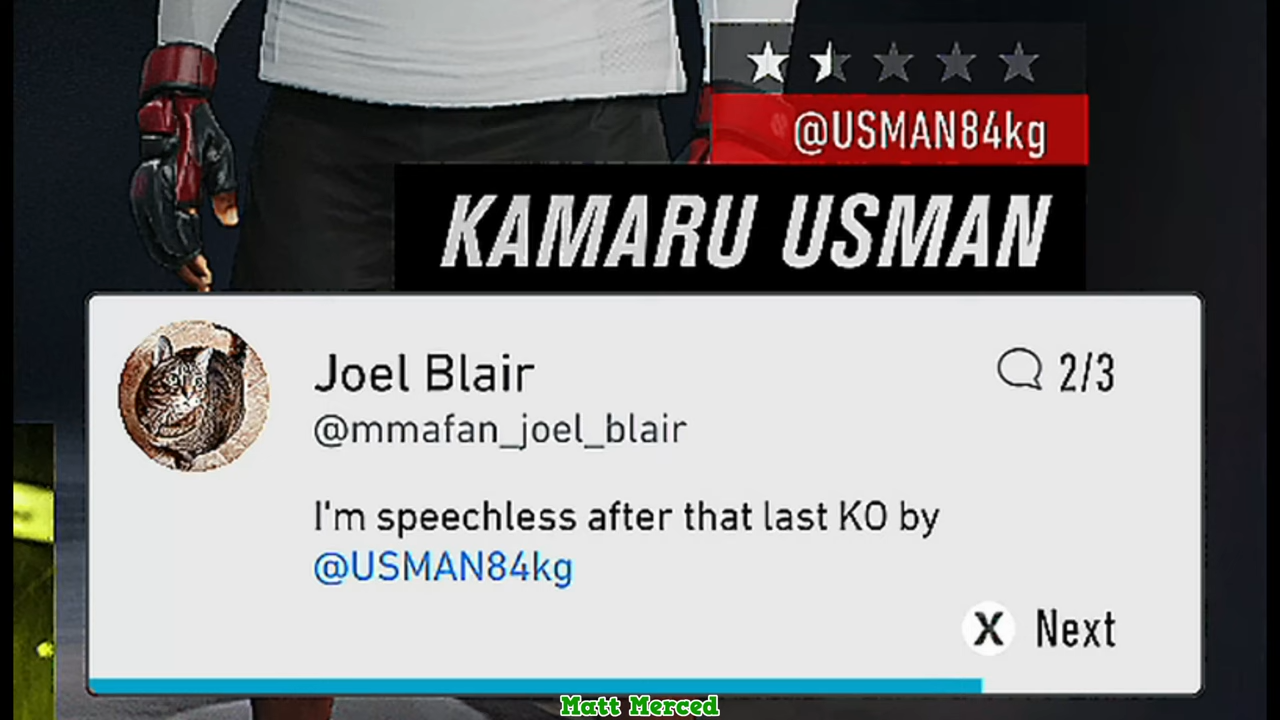 @USMAN84kg
KAMARU USMAN
Joel Blair
2/3
@mmafan_joel_blair
I'm speechless after that last KO by
@USMAN84kg
X Next
Matt Merced